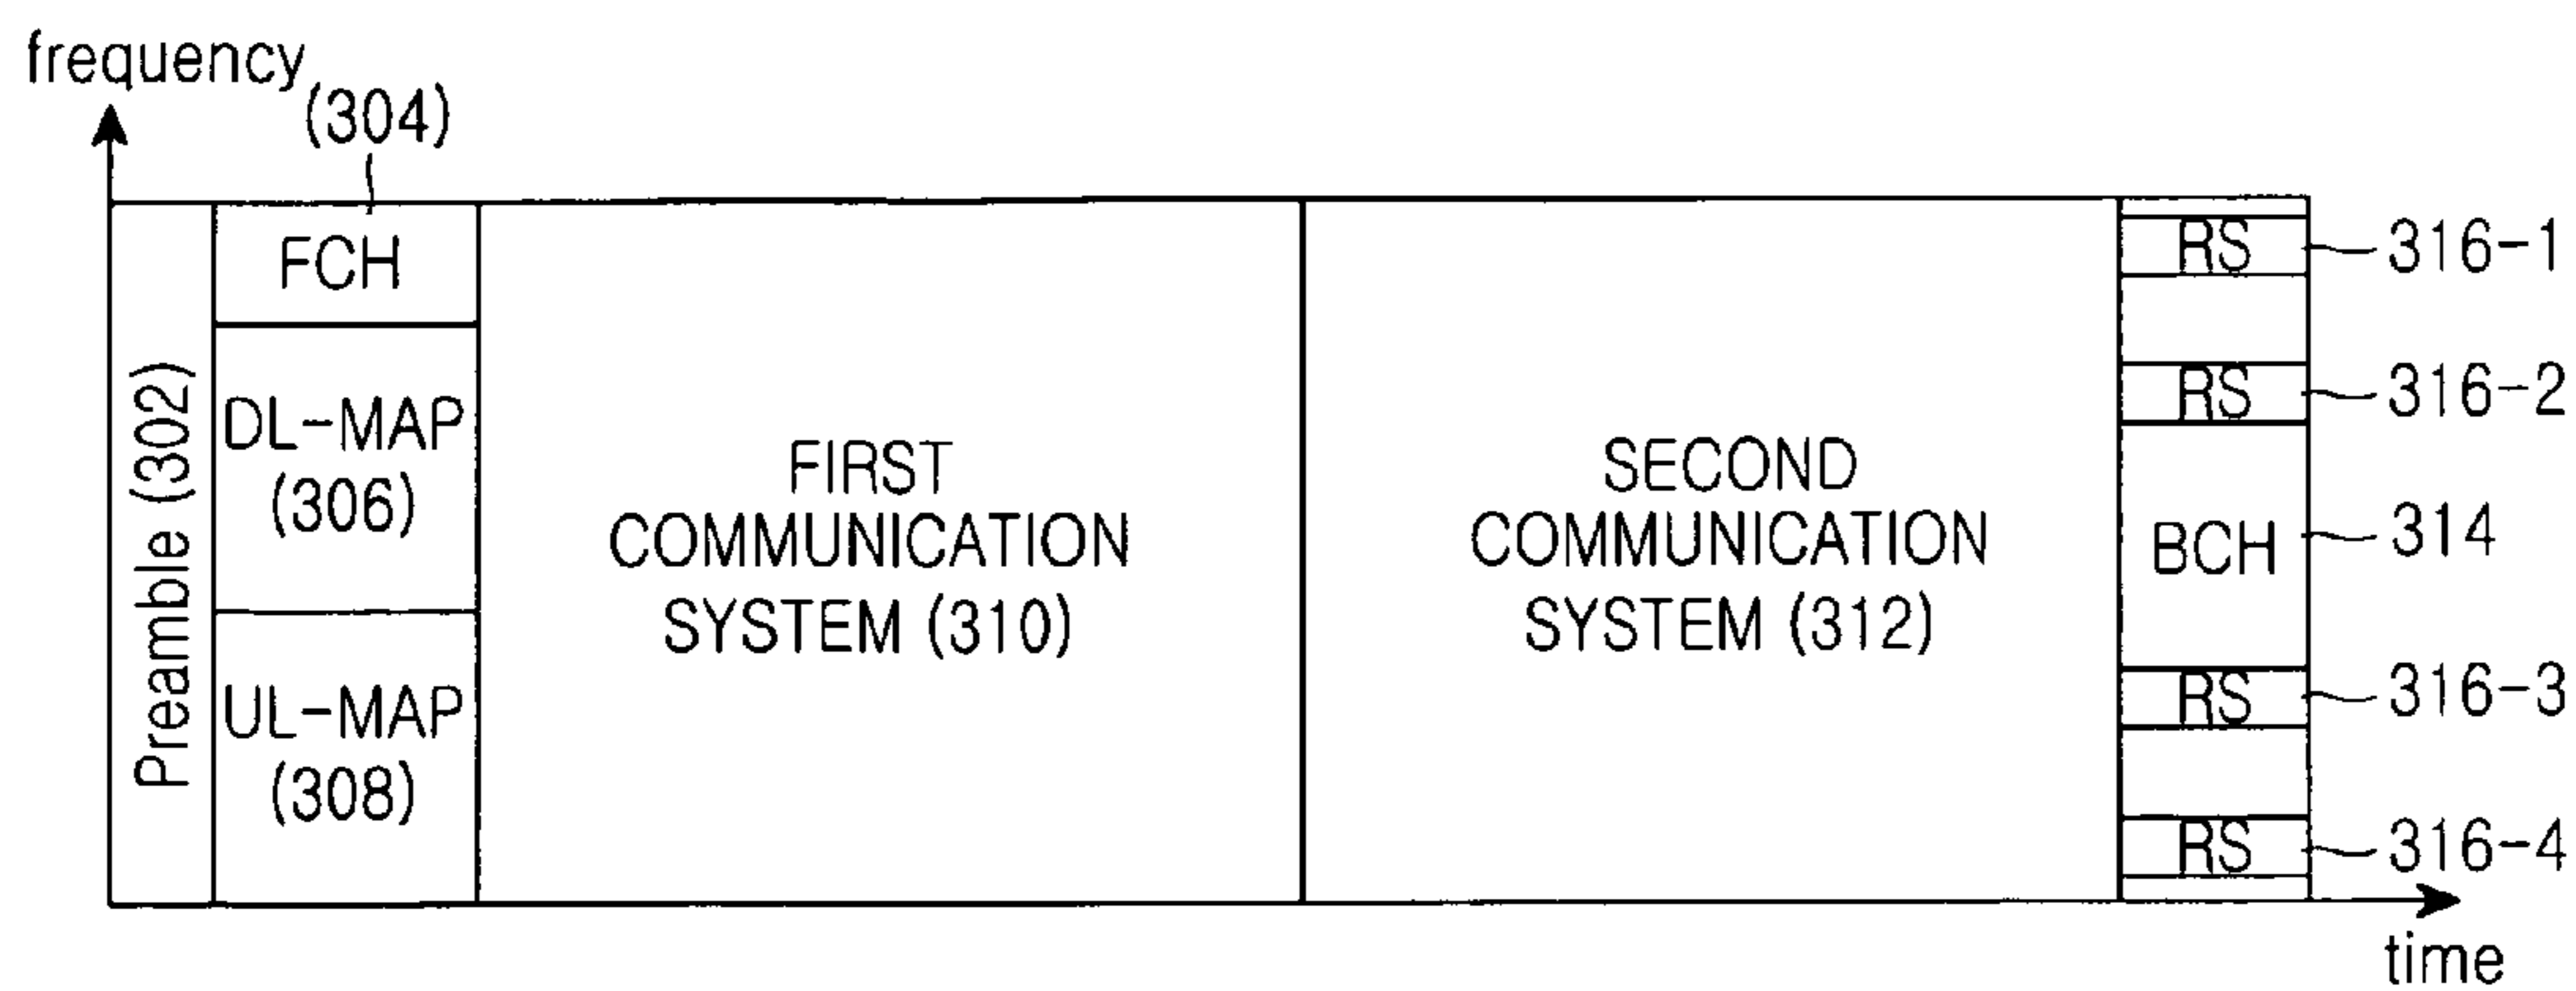 frequency
(304)
FCH
Preamble (302)
DL-MAP
(306)
UL-MAP
(308)
FIRST
COMMUNICATION
SYSTEM (310)
SECOND
COMMUNICATION
SYSTEM (312)
RS
316-1
RS
316-2
BCH
314
RS
316-3
RS
316-4
time